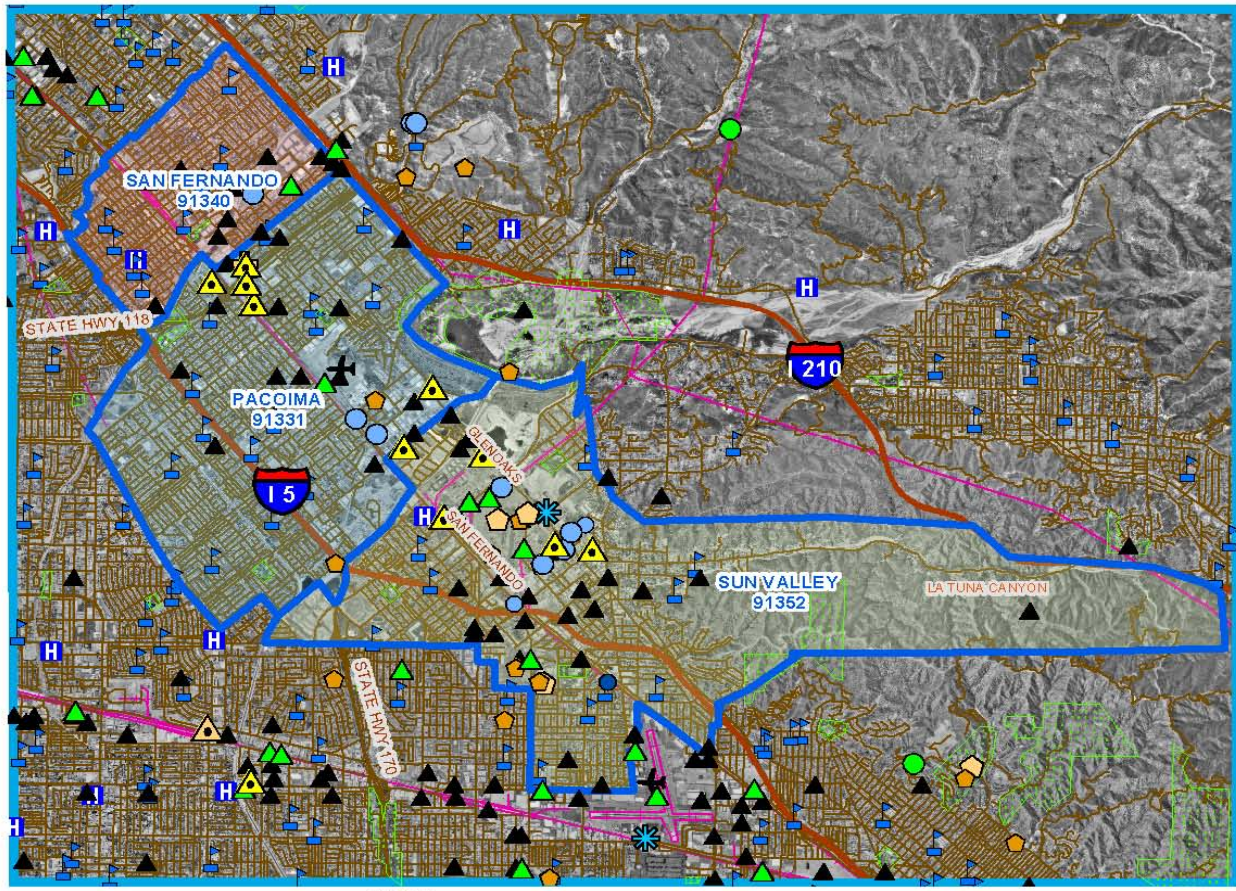 H
SAN FERNANDO
91340
H
H
H
H
STATE HWY 118
I 210
PACOIMA
91331
GLENOAKS
I 5
H
SAN FERNANDO
SUN VALLEY
91352
LA TUNA CANYON
H
H
STATE HWY 170
H
H
H